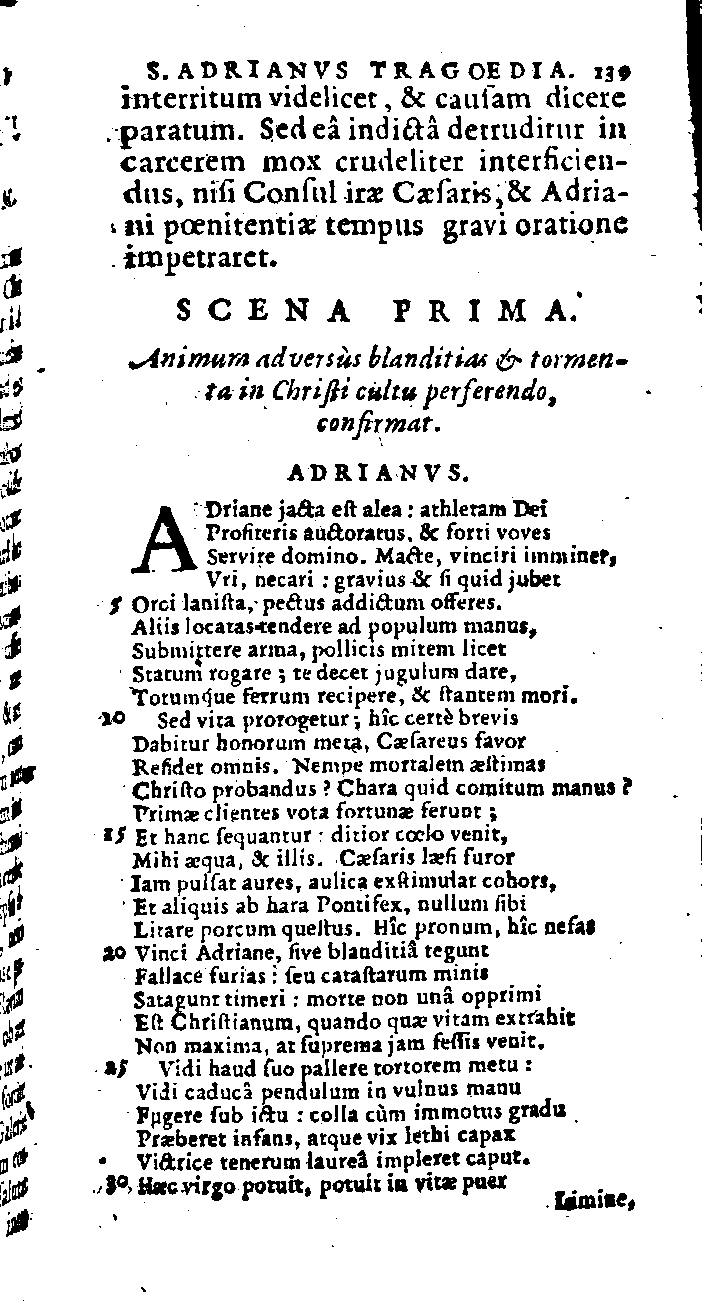 S. ADRIANVS TRAGOEDIA. 139
interritum videlicet, & cauſam dicere
paratum. Sed eâ indictâ detruditur in
carcerem mox crudeliter interficien-
dus, niſi Conſul iræ Cæſaris, & Adria-
ni pœnitentiæ tempus gravi oratione
impetraret.
SCENA PRIMA.
Animum adversùs blanditias & tormen-
ta in Chriſti cultu perferendo,
confirmat.
ADRIANVS.
ADriane jacta eſt alea : athletam Dei
Profiteris auctoratus, & forti voves
Servire domino. Macte, vinciri imminet,
Vri, necari : gravius & ſi quid jubet
5 Orci laniſta, pectus addictum offeres.
Aliis locatas tendere ad populum manus,
Submittere arma, pollicis mitem licet
Statum rogare ; te decet jugulum dare,
Totumque ferrum recipere, & ſtantem mori.
10 Sed vita prorogetur ; hîc certè brevis
Dabitur honorum meta, Cæſareus favor
Reſidet omnis. Nempe mortalem æſtimas
Chriſto probandus ? Chara quid comitum manus ?
Primæ clientes vota fortunæ ferunt ;
15 Et hanc ſequantur : ditior cœlo venit,
Mihi æqua, & illis. Cæſaris læſi furor
Iam pulſat aures, aulica exſtimulat cohors,
Et aliquis ab hara Pontifex, nullum ſibi
Litare porcum queſtus. Hîc pronum, hîc nefas
20 Vinci Adriane, ſive blanditiâ tegunt
Fallace furias : ſeu cataſtarum minis
Satagunt timeri : morte non unâ opprimi
Eſt Chriſtianum, quando quæ vitam extrahit
Non maxima, at ſuprema jam feſſis venit.
25 Vidi haud ſuo pallere tortorem metu :
Vidi caducâ pendulum in vulnus manu
Fugere ſub ictu : colla cùm immotus gradu
Præberet infans, atque vix lethi capax
Victrice tenerum laureâ impleret caput.
30 Hæc virgo potuit, potuit in vitæ puer
Limine,